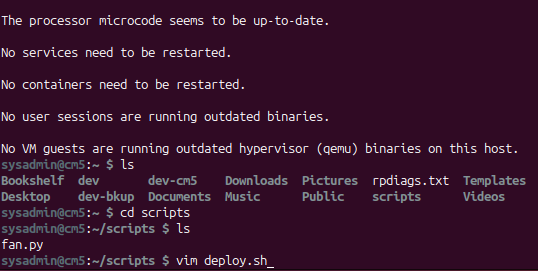 The processor microcode seems to be up-to-date.
No services need to be restarted.
No containers need to be restarted.
No user sessions are running outdated binaries.
No VM guests are running outdated hypervisor (qemu) binaries on this host.
sysadmin@cm5:~ $ ls
Bookshelf  dev       dev-cm5    Downloads  Pictures  rpdiags.txt  Templates
Desktop    dev-bkup  Documents  Music      Public    scripts      Videos
sysadmin@cm5:~ $ cd scripts
sysadmin@cm5:~/scripts $ ls
fan.py
sysadmin@cm5:~/scripts $ vim deploy.sh_